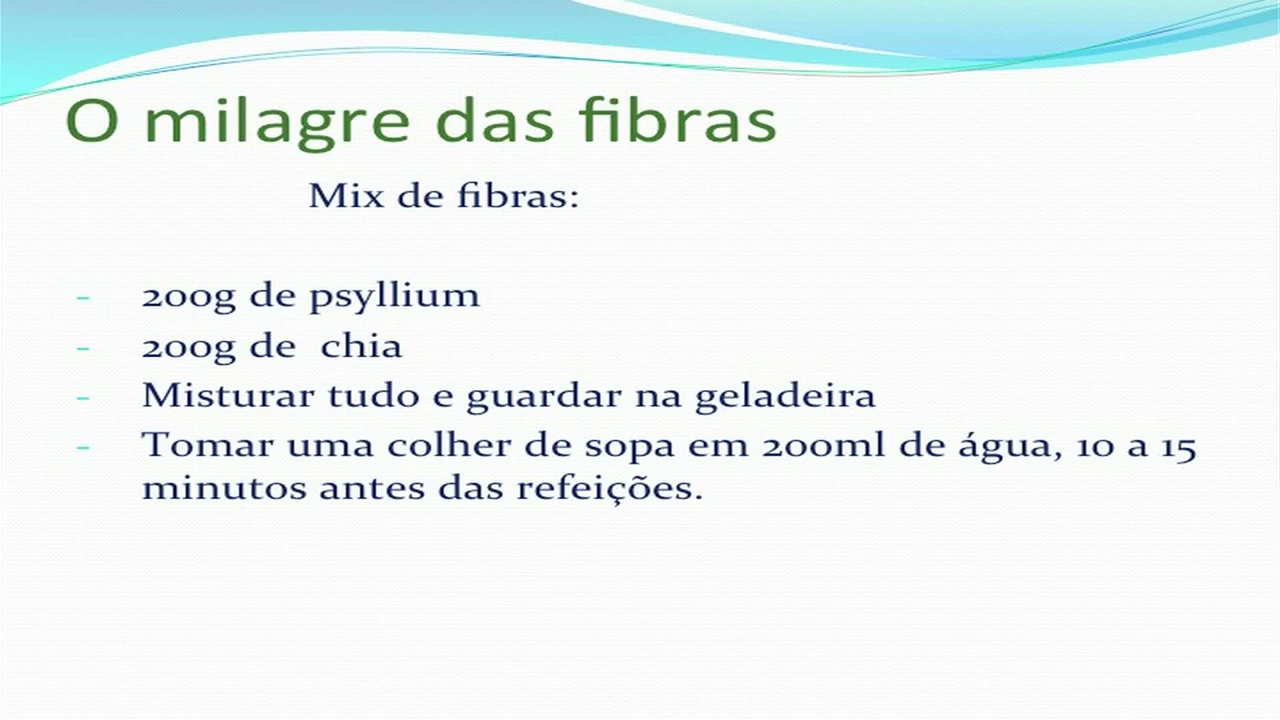 O milagre das fibras
Mix de fibras:
- 200g de psyllium
- 200g de  chia
- Misturar tudo e guardar na geladeira
- Tomar uma colher de sopa em 200ml de água, 10 a 15
minutos antes das refeições.